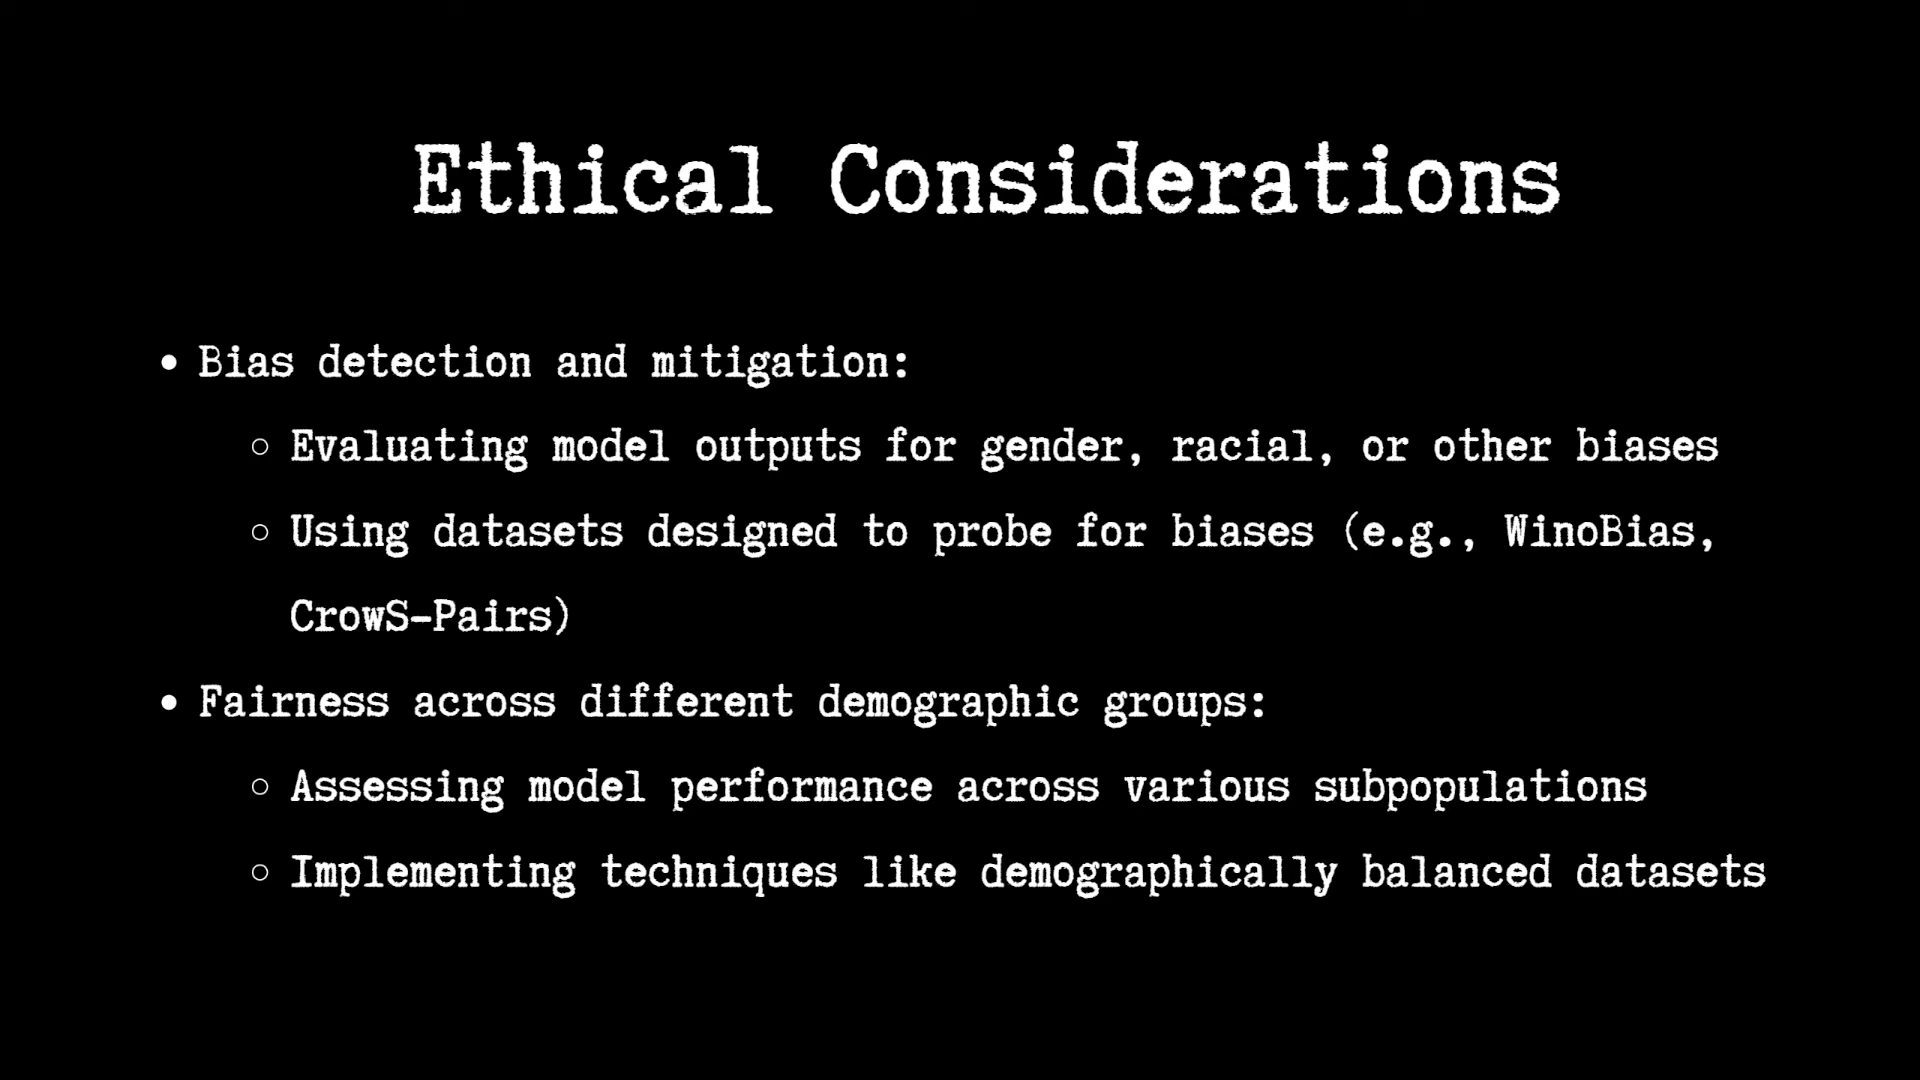 Ethical Considerations
• Bias detection and mitigation:
○ Evaluating model outputs for gender, racial, or other biases
○ Using datasets designed to probe for biases (e.g., WinoBias,
CrowS-Pairs)
• Fairness across different demographic groups:
○ Assessing model performance across various subpopulations
○ Implementing techniques like demographically balanced datasets